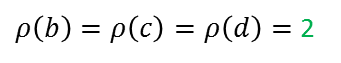 ρ(b) = ρ(c) = ρ(d) = 2